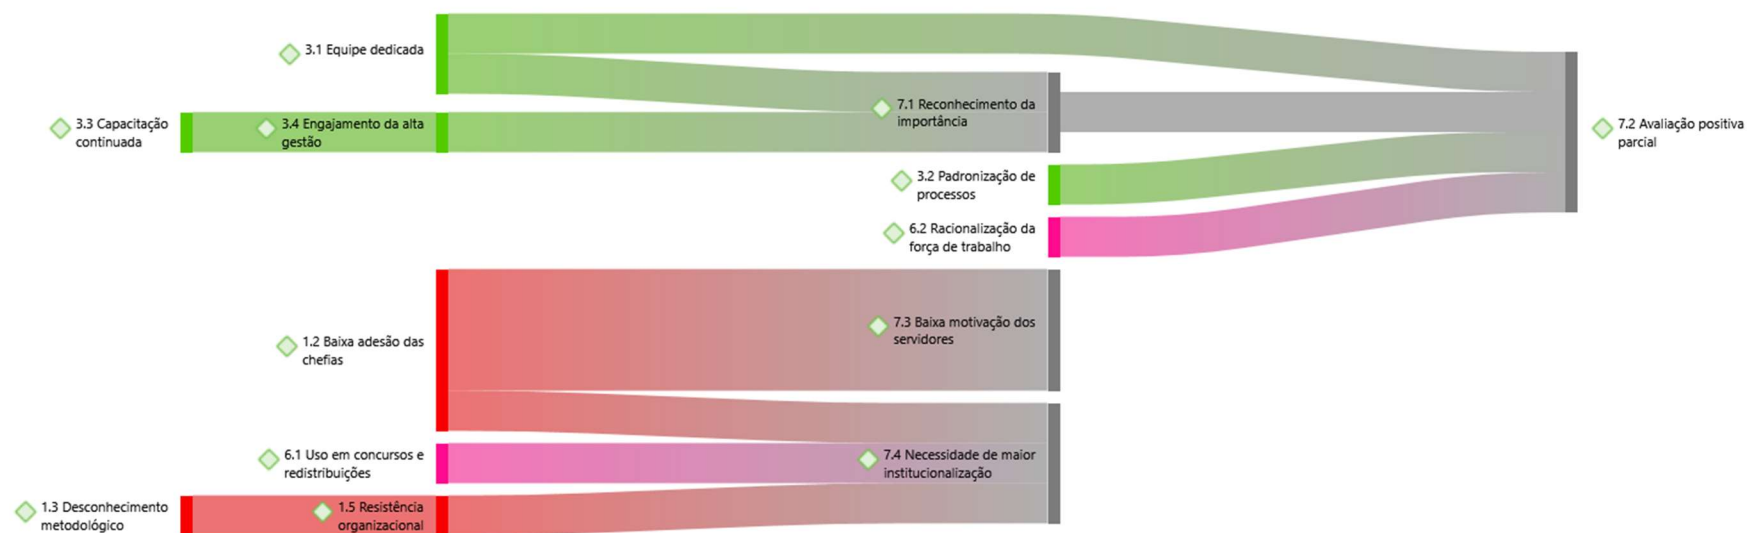 3.1 Equipe dedicada
3.3 Capacitação
continuada
3.4 Engajamento da alta
gestão
7.1 Reconhecimento da
importância
7.2 Avaliação positiva
parcial
3.2 Padronização de
processos
6.2 Racionalização da
força de trabalho
1.2 Baixa adesão das
chefias
7.3 Baixa motivação dos
servidores
6.1 Uso em concursos e
redistribuições
7.4 Necessidade de maior
institucionalização
1.3 Desconhecimento
metodológico
1.5 Resistência
organizacional